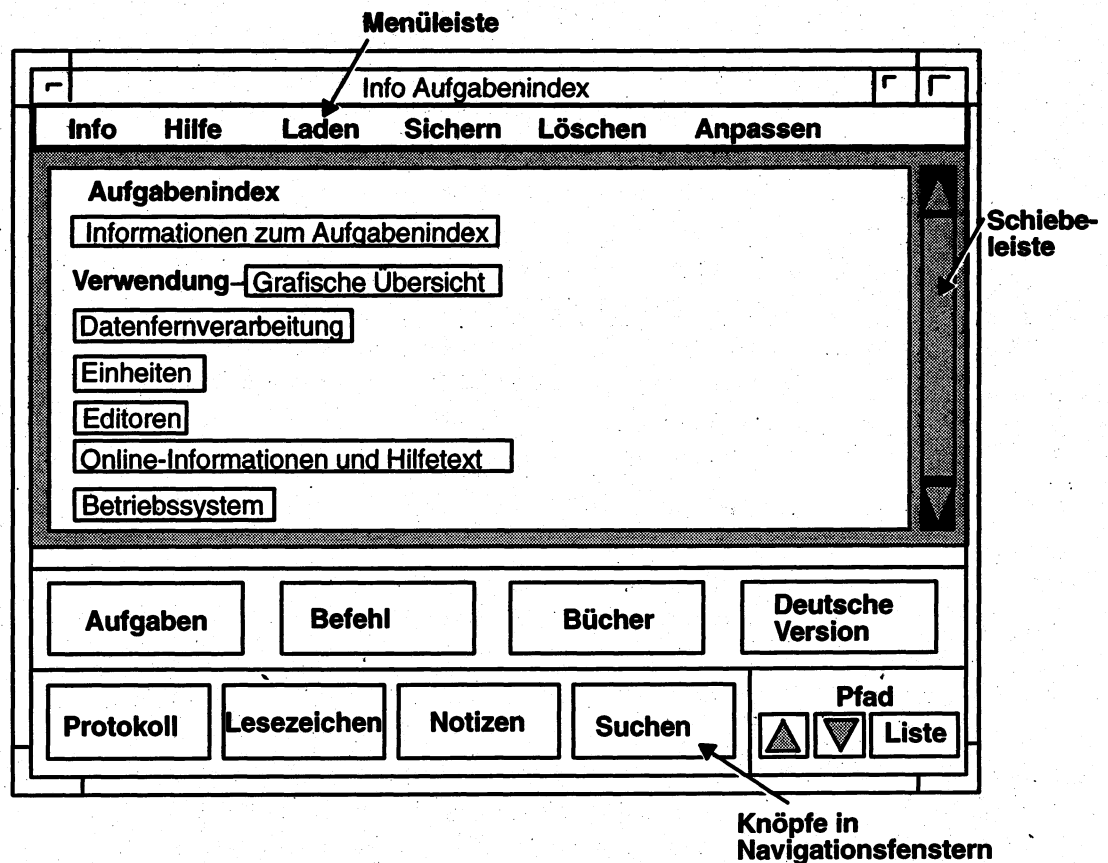 Menüleiste
Info Aufgabenindex
Info Hilfe Laden Sichern Löschen Anpassen
Aufgabenindex
Informationen zum Aufgabenindex
Schiebe-
leiste
Verwendung Grafische Übersicht
Datenfernverarbeitung
Einheiten
Editoren
Online-Informationen und Hilfetext
Betriebssystem
Aufgaben Befehl Bücher Deutsche
Version
Protokoll Lesezeichen Notizen Suchen
Pfad
Liste
Knöpfe in
Navigationsfenstern